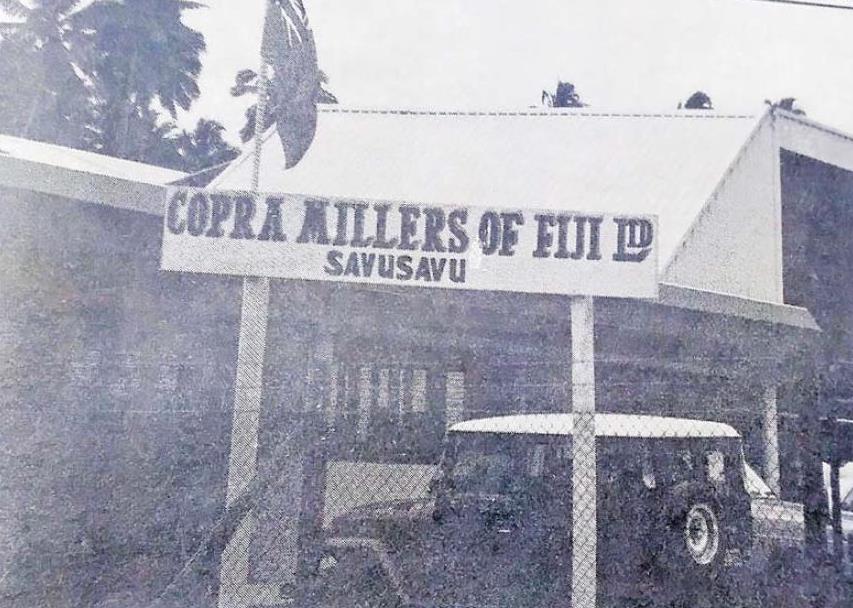 COPRA MILLERS OF FIJI LTD
SAVUSAVU